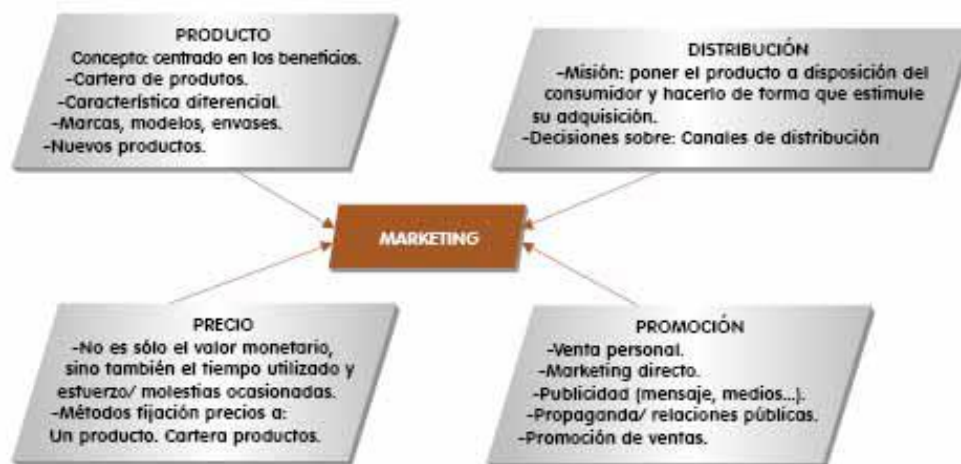 PRODUCTO
Concepto: centrado en los beneficios.
-Cartera de produtos.
-Característica diferencial.
-Marcas, modelos, envases.
-Nuevos productos.
DISTRIBUCIÓN
-Misión: poner el producto a disposición del
consumidor y hacerlo de forma que estimule
su adquisición.
-Decisiones sobre: Canales de distribución
MARKETING
PRECIO
-No es sólo el valor monetario,
sino también el tiempo utilizado y
esfuerzo/ molestias ocasionadas.
-Métodos fijación precios a:
Un producto. Cartera productos.
PROMOCIÓN
-Venta personal.
-Marketing directo.
-Publicidad (mensaje, medios...).
-Propaganda/ relaciones públicas.
-Promoción de ventas.